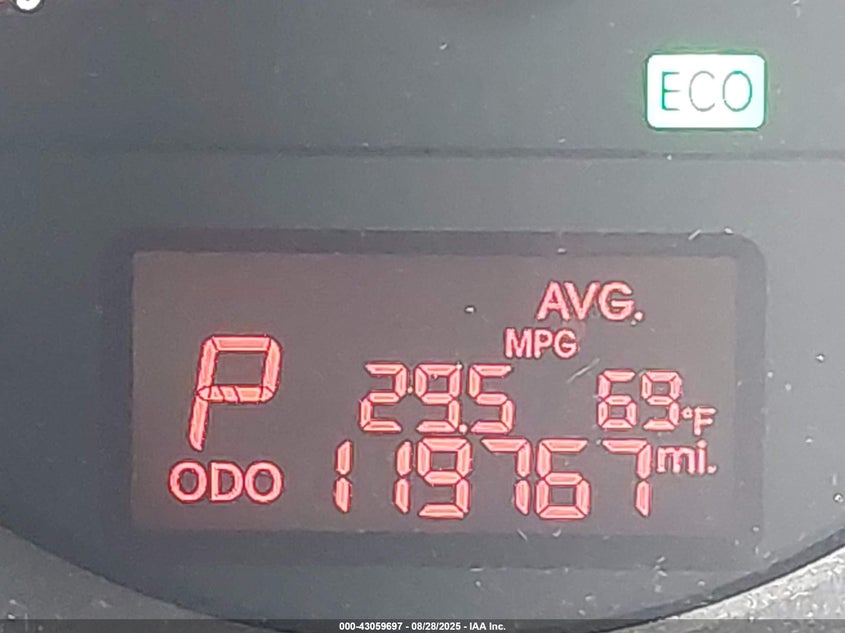 ECO
AVG.
MPG
P 29.5 69°F
ODO 119767 mi.
000-43059697 - 08/28/2025 - IAA Inc.